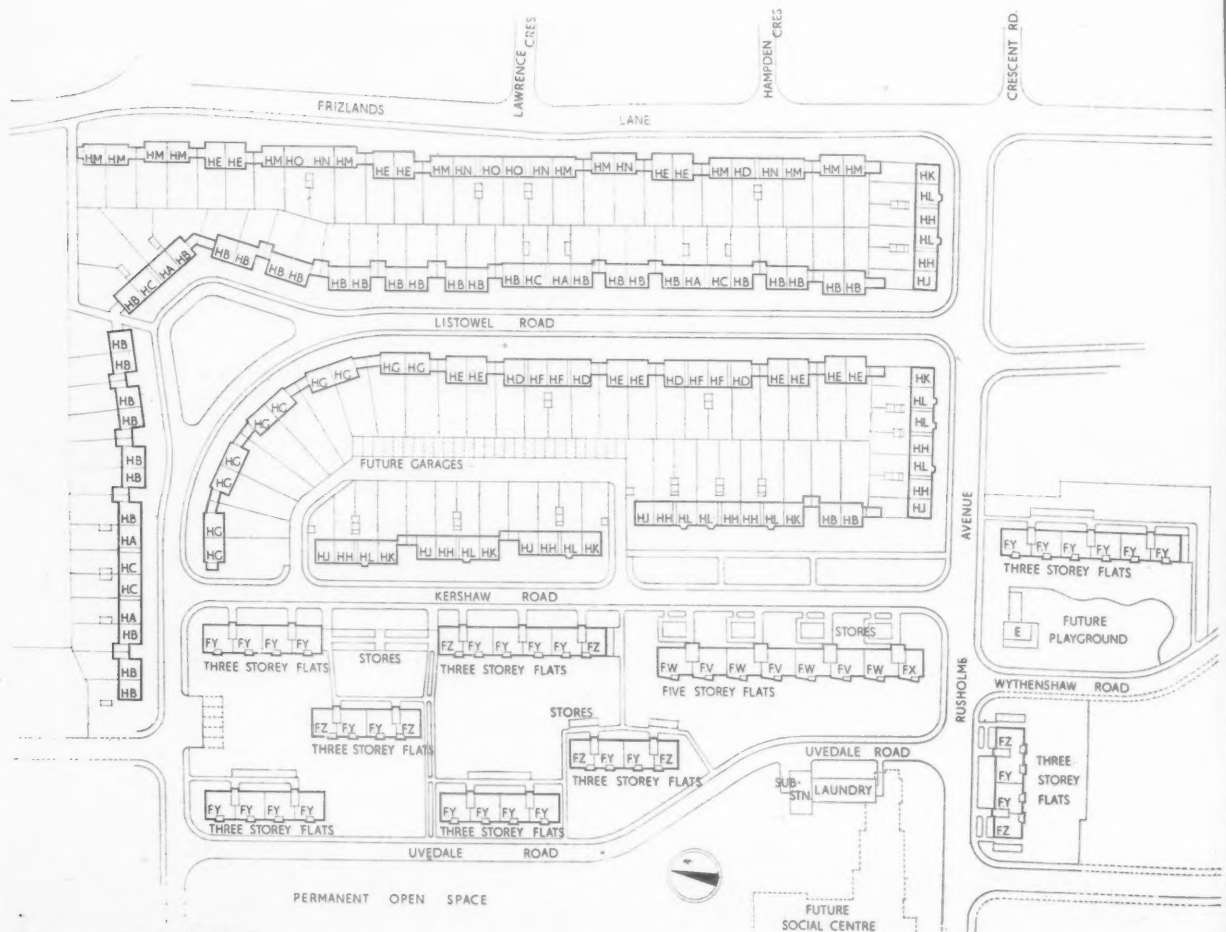 LAWRENCE CRES
HAMPDEN CRES
CRESCENT RD.
FRIZLANDS LANE
HM HM HM HM HE HE HM HO HN HM HE HE HM HN HO HO HN HM HM HN HE HE HM HD HN HM HM HM
HK
HL
HH
HL
HH
HJ
HB HC HA HB HB HB HB HB HB HB HB HB HB HB HB HC HA HB HB HB HB HA HC HB HB HB HB HB
LISTOWEL ROAD
HB
HB
HB
HB
HB
HB
HB
HA
HC
HC
HA
HB
HB
HB
HG HG HG HG HG HG HG HG HG HG HE HE HD HF HF HD HE HE HD HF HF HD HE HE HE HE
HK
HL
HL
HH
HL
HH
HJ
FUTURE GARAGES
HJ HH HL HL HH HH HL HK HB HB
HJ HH HL HK HJ HH HL HK HJ HH HL HK
KERSHAW ROAD
RUSHOLME AVENUE
FY FY FY FY FY FY
THREE STOREY FLATS
E
FUTURE
PLAYGROUND
WYTHENSHAW ROAD
FY FY FY FY
THREE STOREY FLATS
STORES
FZ FY FY FY FY FZ
THREE STOREY FLATS
STORES
FW FV FW FV FW FV FW FX
FIVE STOREY FLATS
FZ FY FY FZ
THREE STOREY FLATS
STORES
FZ FY FY FZ
THREE STOREY FLATS
UVEDALE ROAD
SUB-
STN.
LAUNDRY
FZ
FY
FY
FZ
THREE
STOREY
FLATS
FY FY FY FY
THREE STOREY FLATS
FY FY FY FY
THREE STOREY FLATS
UVEDALE ROAD
PERMANENT OPEN SPACE
FUTURE
SOCIAL CENTRE